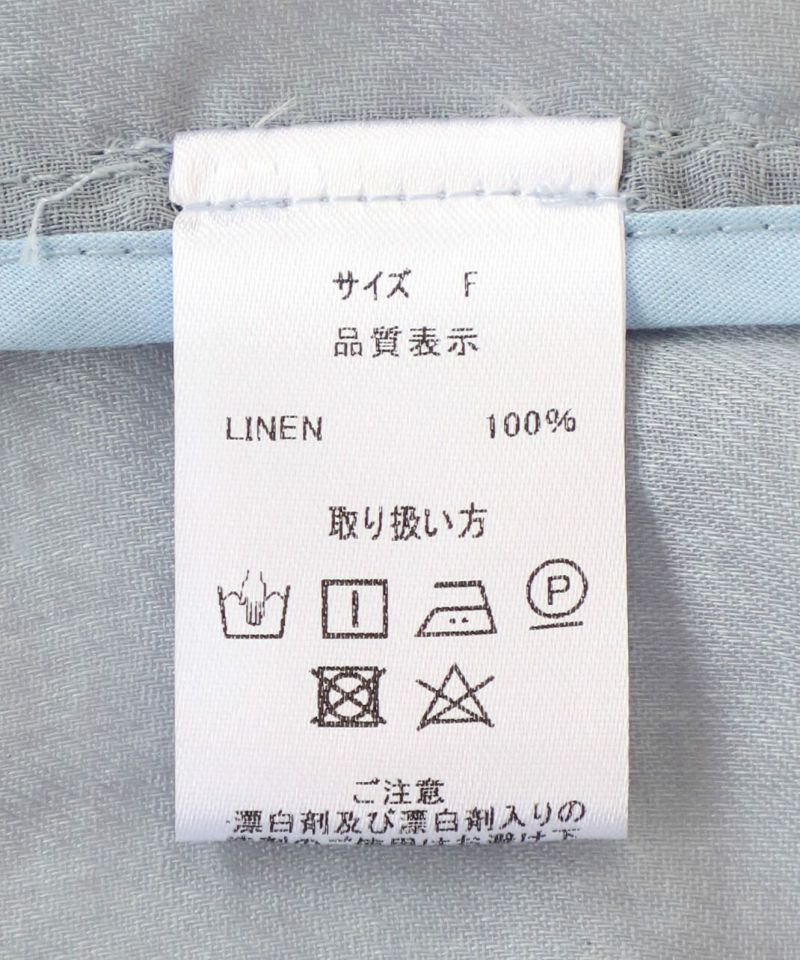 サイズ F
品質表示
LINEN 100%
取り扱い方
P
ご注意
漂白剤及び漂白剤入りの